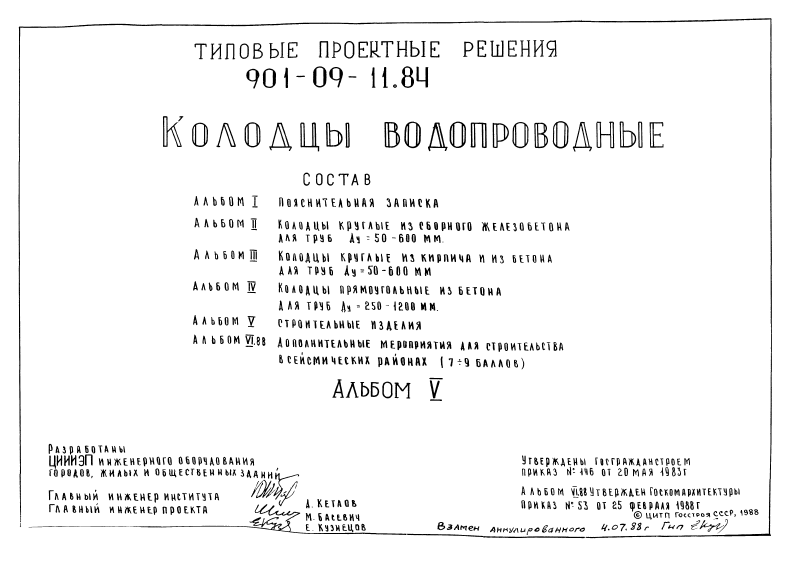 ТИПОВЫЕ ПРОЕКТНЫЕ РЕШЕНИЯ
901-09-11.84
КОЛОДЦЫ ВОДОПРОВОДНЫЕ
СОСТАВ
АЛЬБОМ I ПОЯСНИТЕЛЬНАЯ ЗАПИСКА
АЛЬБОМ II КОЛОДЦЫ КРУГЛЫЕ ИЗ СБОРНОГО ЖЕЛЕЗОБЕТОНА
ДЛЯ ТРУБ Ду = 50-600 ММ.
АЛЬБОМ III КОЛОДЦЫ КРУГЛЫЕ ИЗ КИРПИЧА И ИЗ БЕТОНА
ДЛЯ ТРУБ Ду = 50-600 ММ
АЛЬБОМ IV КОЛОДЦЫ ПРЯМОУГОЛЬНЫЕ ИЗ БЕТОНА
ДЛЯ ТРУБ Ду = 250-1200 ММ.
АЛЬБОМ V СТРОИТЕЛЬНЫЕ ИЗДЕЛИЯ
АЛЬБОМ VI.88 ДОПОЛНИТЕЛЬНЫЕ МЕРОПРИЯТИЯ ДЛЯ СТРОИТЕЛЬСТВА
В СЕЙСМИЧЕСКИХ РАЙОНАХ (7÷9 БАЛЛОВ)
АЛЬБОМ V
РАЗРАБОТАНЫ
ЦНИИЭП ИНЖЕНЕРНОГО ОБОРУДОВАНИЯ
ГОРОДОВ, ЖИЛЫХ И ОБЩЕСТВЕННЫХ ЗДАНИЙ
ГЛАВНЫЙ ИНЖЕНЕР ИНСТИТУТА
ГЛАВНЫЙ ИНЖЕНЕР ПРОЕКТА
А. КЕТАОВ
М. БАСЕВИЧ
Е. КУЗНЕЦОВ
УТВЕРЖДЕНЫ ГОСГРАЖДАНСТРОЕМ
ПРИКАЗ № 146 ОТ 20 МАЯ 1983Г
АЛЬБОМ VI.88 УТВЕРЖДЕН ГОСКОМАРХИТЕКТУРЫ
ПРИКАЗ № 53 ОТ 25 ФЕВРАЛЯ 1988Г
© ЦИТП ГОССТРОЯ СССР, 1988
Взамен аннулированного 4.07.88г Гип